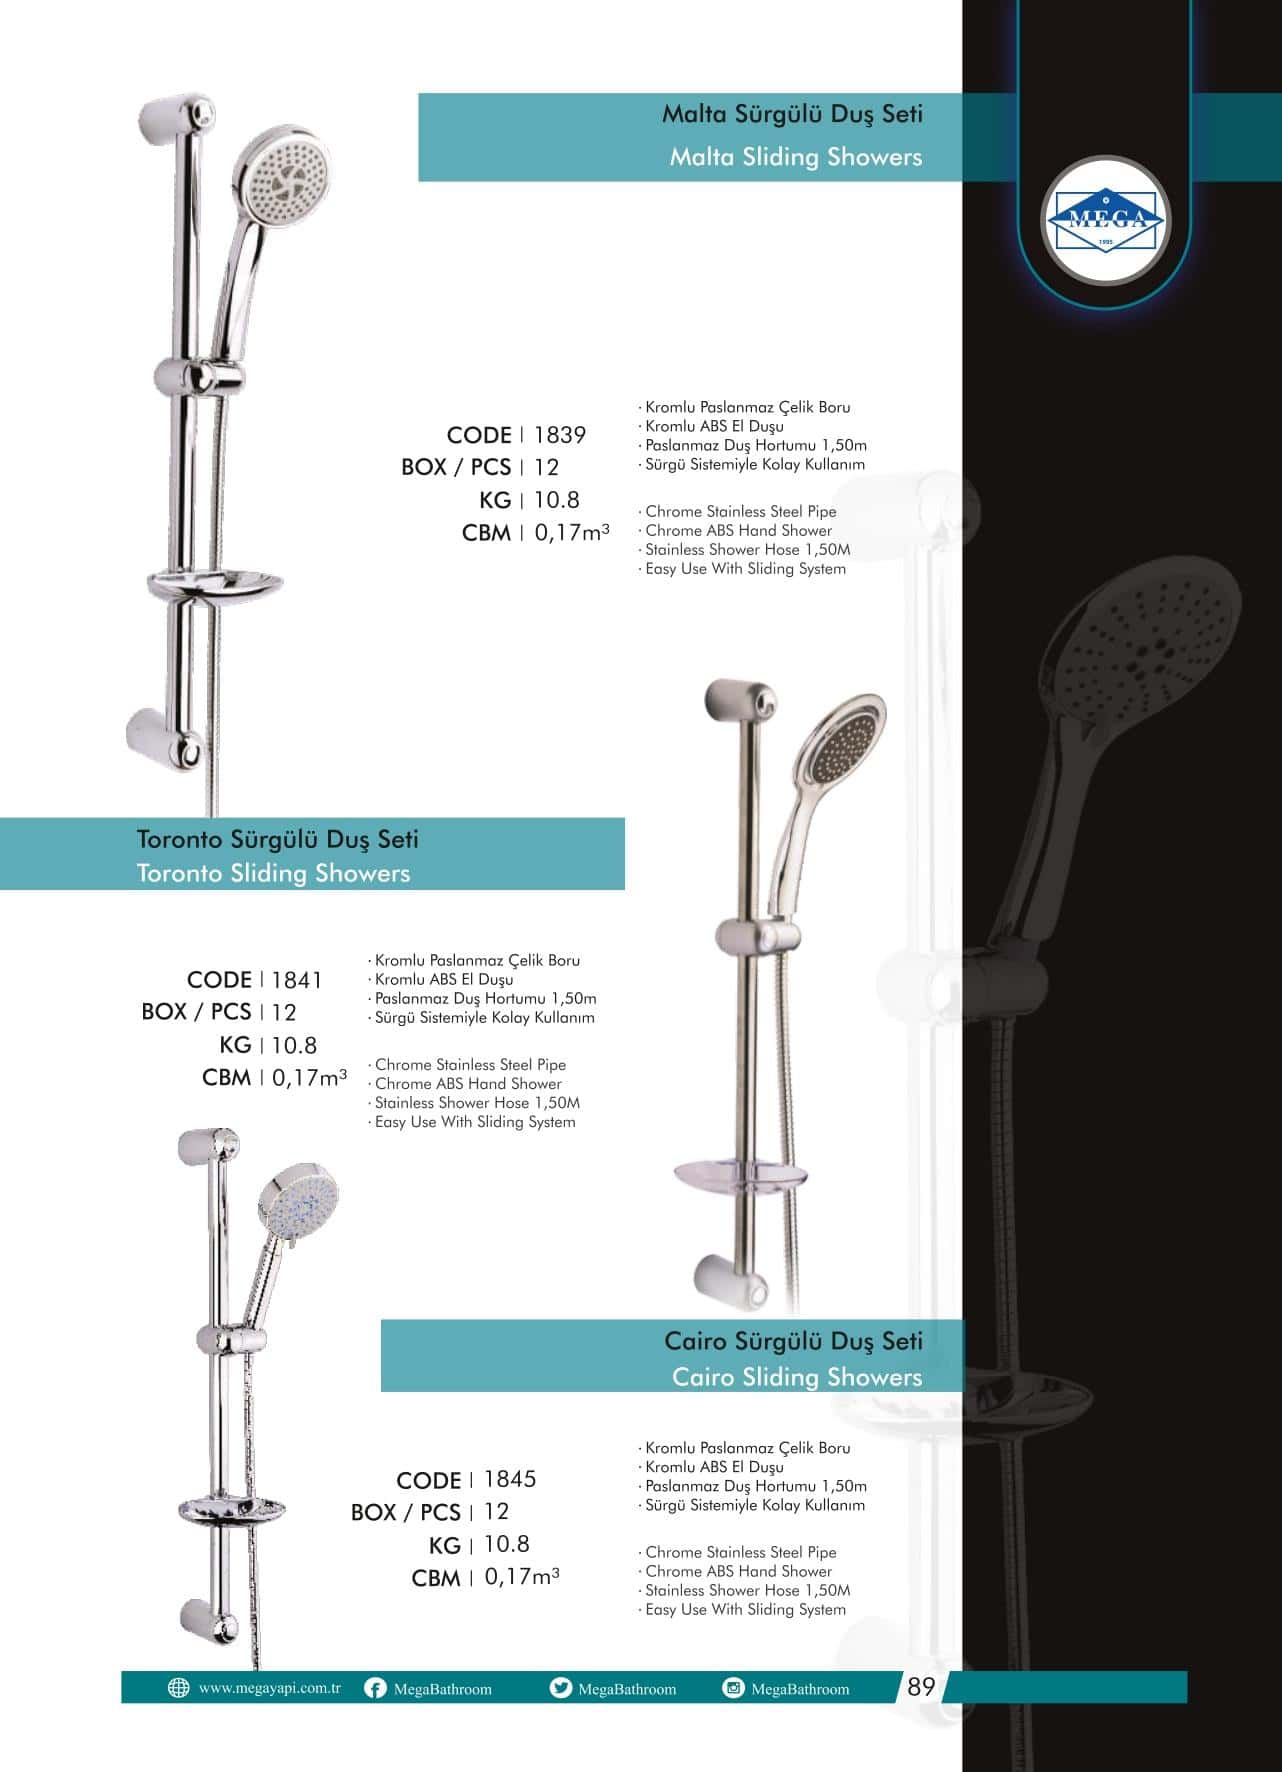 Malta Sürgülü Duş Seti
Malta Sliding Showers
MEGA
1995
CODE | 1839
BOX / PCS | 12
KG | 10.8
CBM | 0,17m³
· Kromlu Paslanmaz Çelik Boru
· Kromlu ABS El Duşu
· Paslanmaz Duş Hortumu 1,50m
· Sürgü Sistemiyle Kolay Kullanım
· Chrome Stainless Steel Pipe
· Chrome ABS Hand Shower
· Stainless Shower Hose 1,50M
· Easy Use With Sliding System
Toronto Sürgülü Duş Seti
Toronto Sliding Showers
CODE | 1841
BOX / PCS | 12
KG | 10.8
CBM | 0,17m³
· Kromlu Paslanmaz Çelik Boru
· Kromlu ABS El Duşu
· Paslanmaz Duş Hortumu 1,50m
· Sürgü Sistemiyle Kolay Kullanım
· Chrome Stainless Steel Pipe
· Chrome ABS Hand Shower
· Stainless Shower Hose 1,50M
· Easy Use With Sliding System
Cairo Sürgülü Duş Seti
Cairo Sliding Showers
CODE | 1845
BOX / PCS | 12
KG | 10.8
CBM | 0,17m³
· Kromlu Paslanmaz Çelik Boru
· Kromlu ABS El Duşu
· Paslanmaz Duş Hortumu 1,50m
· Sürgü Sistemiyle Kolay Kullanım
· Chrome Stainless Steel Pipe
· Chrome ABS Hand Shower
· Stainless Shower Hose 1,50M
· Easy Use With Sliding System
www.megayapi.com.tr MegaBathroom MegaBathroom MegaBathroom 89